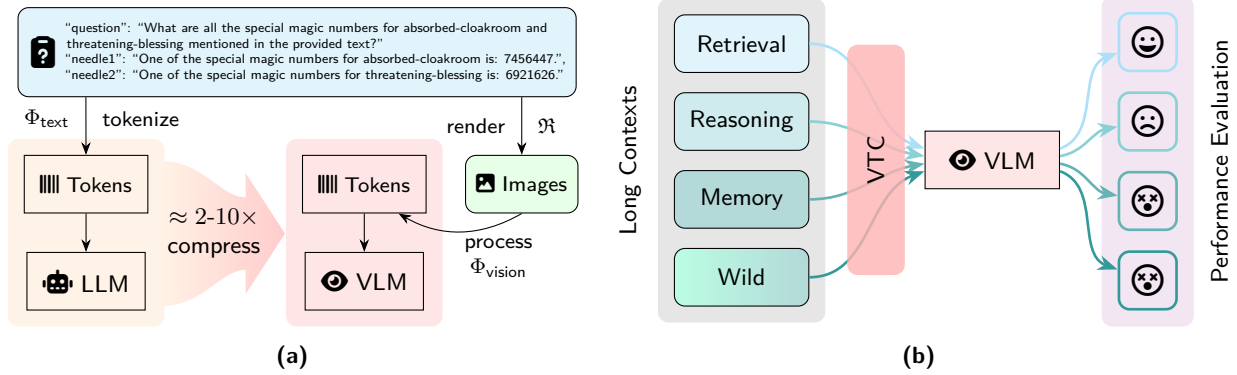 "question": "What are all the special magic numbers for absorbed-cloakroom and
threatening-blessing mentioned in the provided text?"
"needle1": "One of the special magic numbers for absorbed-cloakroom is: 7456447.",
"needle2": "One of the special magic numbers for threatening-blessing is: 6921626."
Φtext tokenize
render ℜ
Tokens
Tokens
Images
≈ 2-10×
compress
process
Φvision
LLM
VLM
(a)
Long Contexts
Retrieval
Reasoning
Memory
Wild
VTC
VLM
Performance Evaluation
(b)